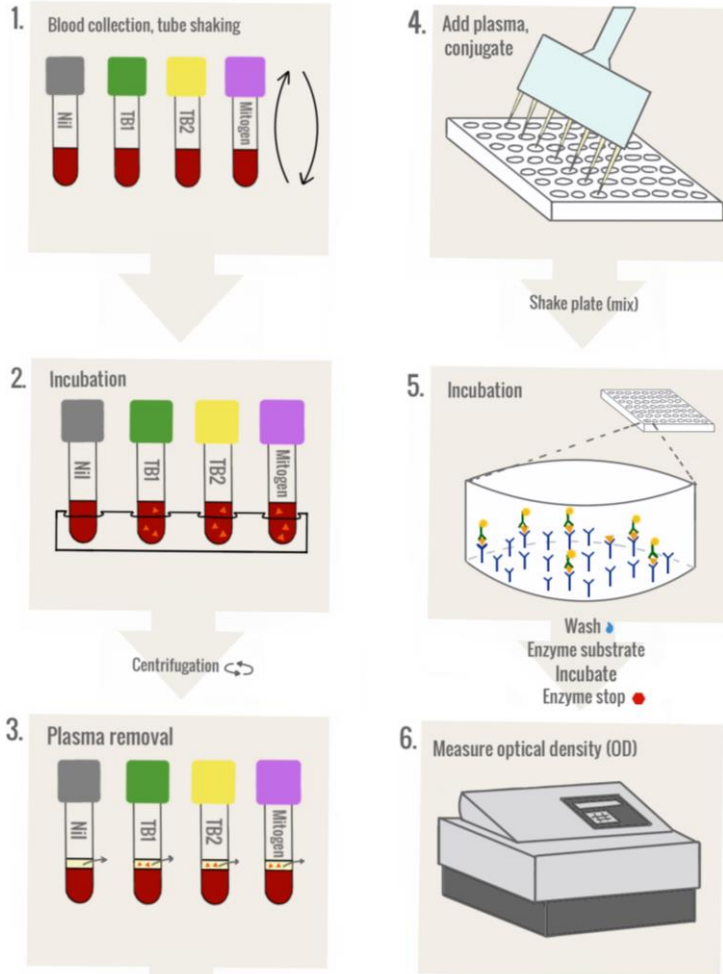 1.
Blood collection, tube shaking
Nil
TB1
TB2
Mitogen
2.
Incubation
Nil
TB1
TB2
Mitogen
Centrifugation
3.
Plasma removal
Nil
TB1
TB2
Mitogen
4.
Add plasma,
conjugate
Shake plate (mix)
5.
Incubation
Wash
Enzyme substrate
Incubate
Enzyme stop
6.
Measure optical density (OD)